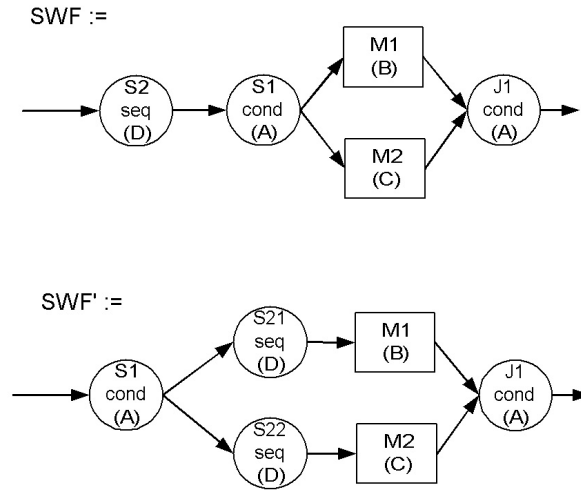 SWF :=
S2
seq
(D)
S1
cond
(A)
M1
(B)
M2
(C)
J1
cond
(A)
SWF' :=
S1
cond
(A)
S21
seq
(D)
M1
(B)
S22
seq
(D)
M2
(C)
J1
cond
(A)